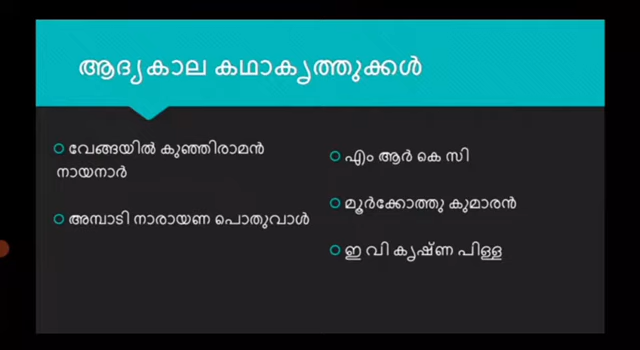 ആദ്യകാല കഥാകൃത്തുക്കൾ
വേങ്ങയിൽ കുഞ്ഞിരാമൻ
നായനാർ
അമ്പാടി നാരായണ പൊതുവാൾ
എം ആർ കെ സി
മൂർക്കോത്തു കുമാരൻ
ഇ വി കൃഷ്ണ പിള്ള